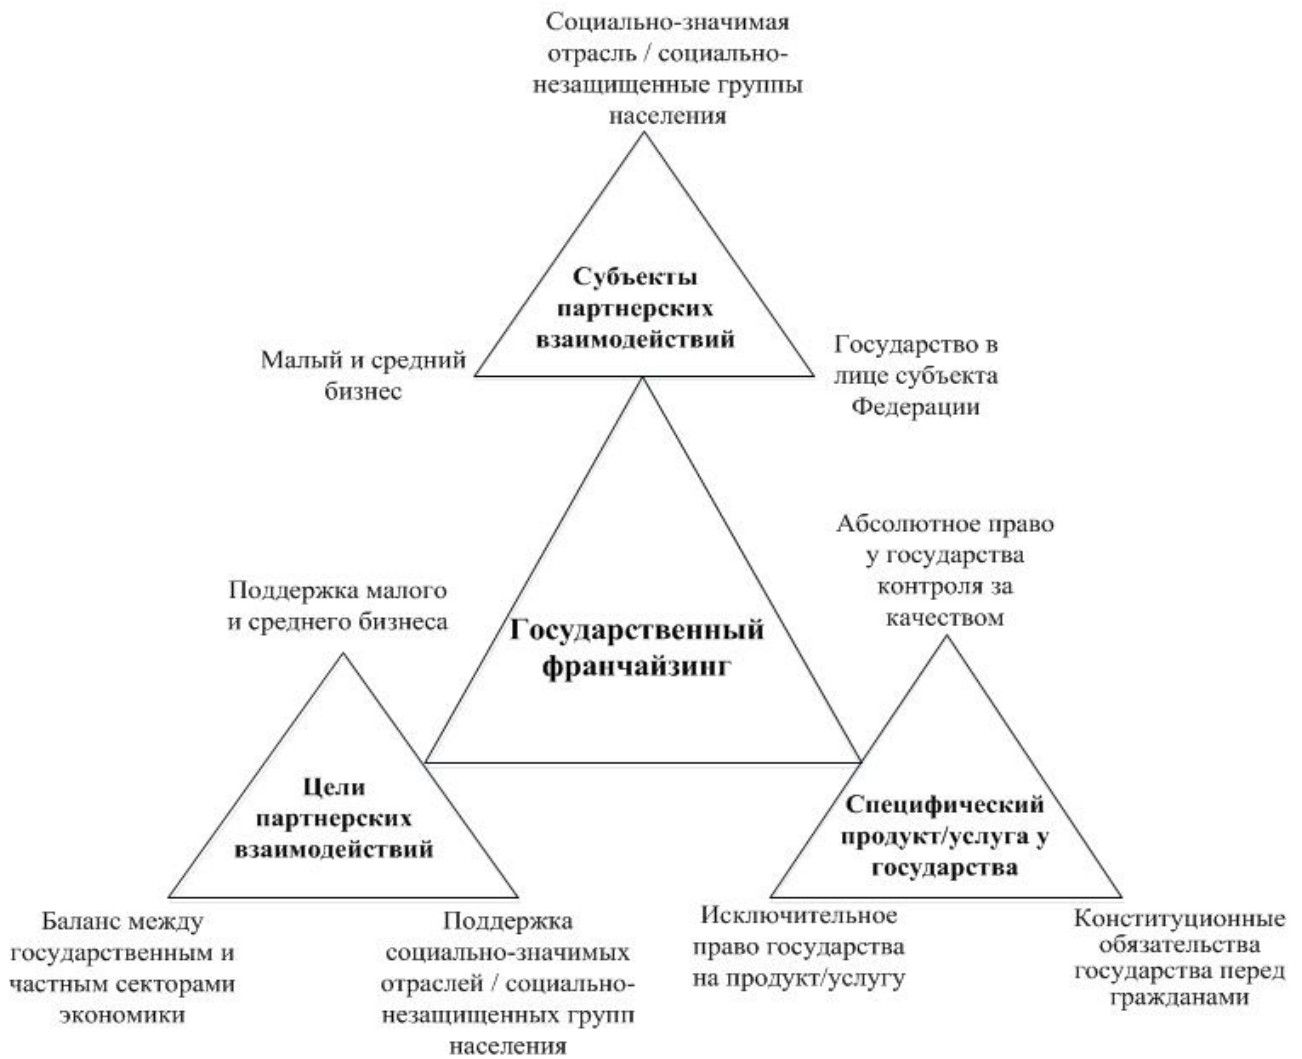 Социально-значимая
отрасль / социально-
незащищенные группы
населения
Субъекты
партнерских
взаимодействий
Малый и средний
бизнес
Государство в
лице субъекта
Федерации
Абсолютное право
у государства
контроля за
качеством
Поддержка малого
и среднего бизнеса
Государственный
франчайзинг
Цели
партнерских
взаимодействий
Специфический
продукт/услуга у
государства
Баланс между
государственным и
частным секторами
экономики
Поддержка
социально-значимых
отраслей / социально-
незащищенных групп
населения
Исключительное
право государства
на продукт/услугу
Конституционные
обязательства
государства перед
гражданами